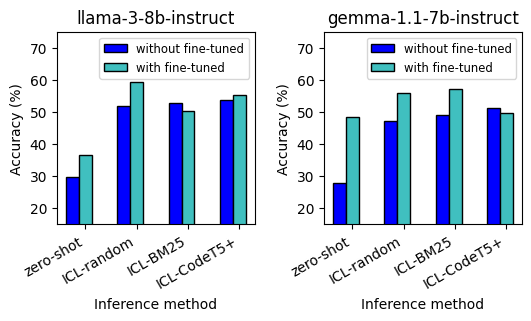 llama-3-8b-instruct
Accuracy (%)
70
60
50
40
30
20
without fine-tuned
with fine-tuned
zero-shot
ICL-random
ICL-BM25
ICL-CodeT5+
Inference method
gemma-1.1-7b-instruct
Accuracy (%)
70
60
50
40
30
20
without fine-tuned
with fine-tuned
zero-shot
ICL-random
ICL-BM25
ICL-CodeT5+
Inference method